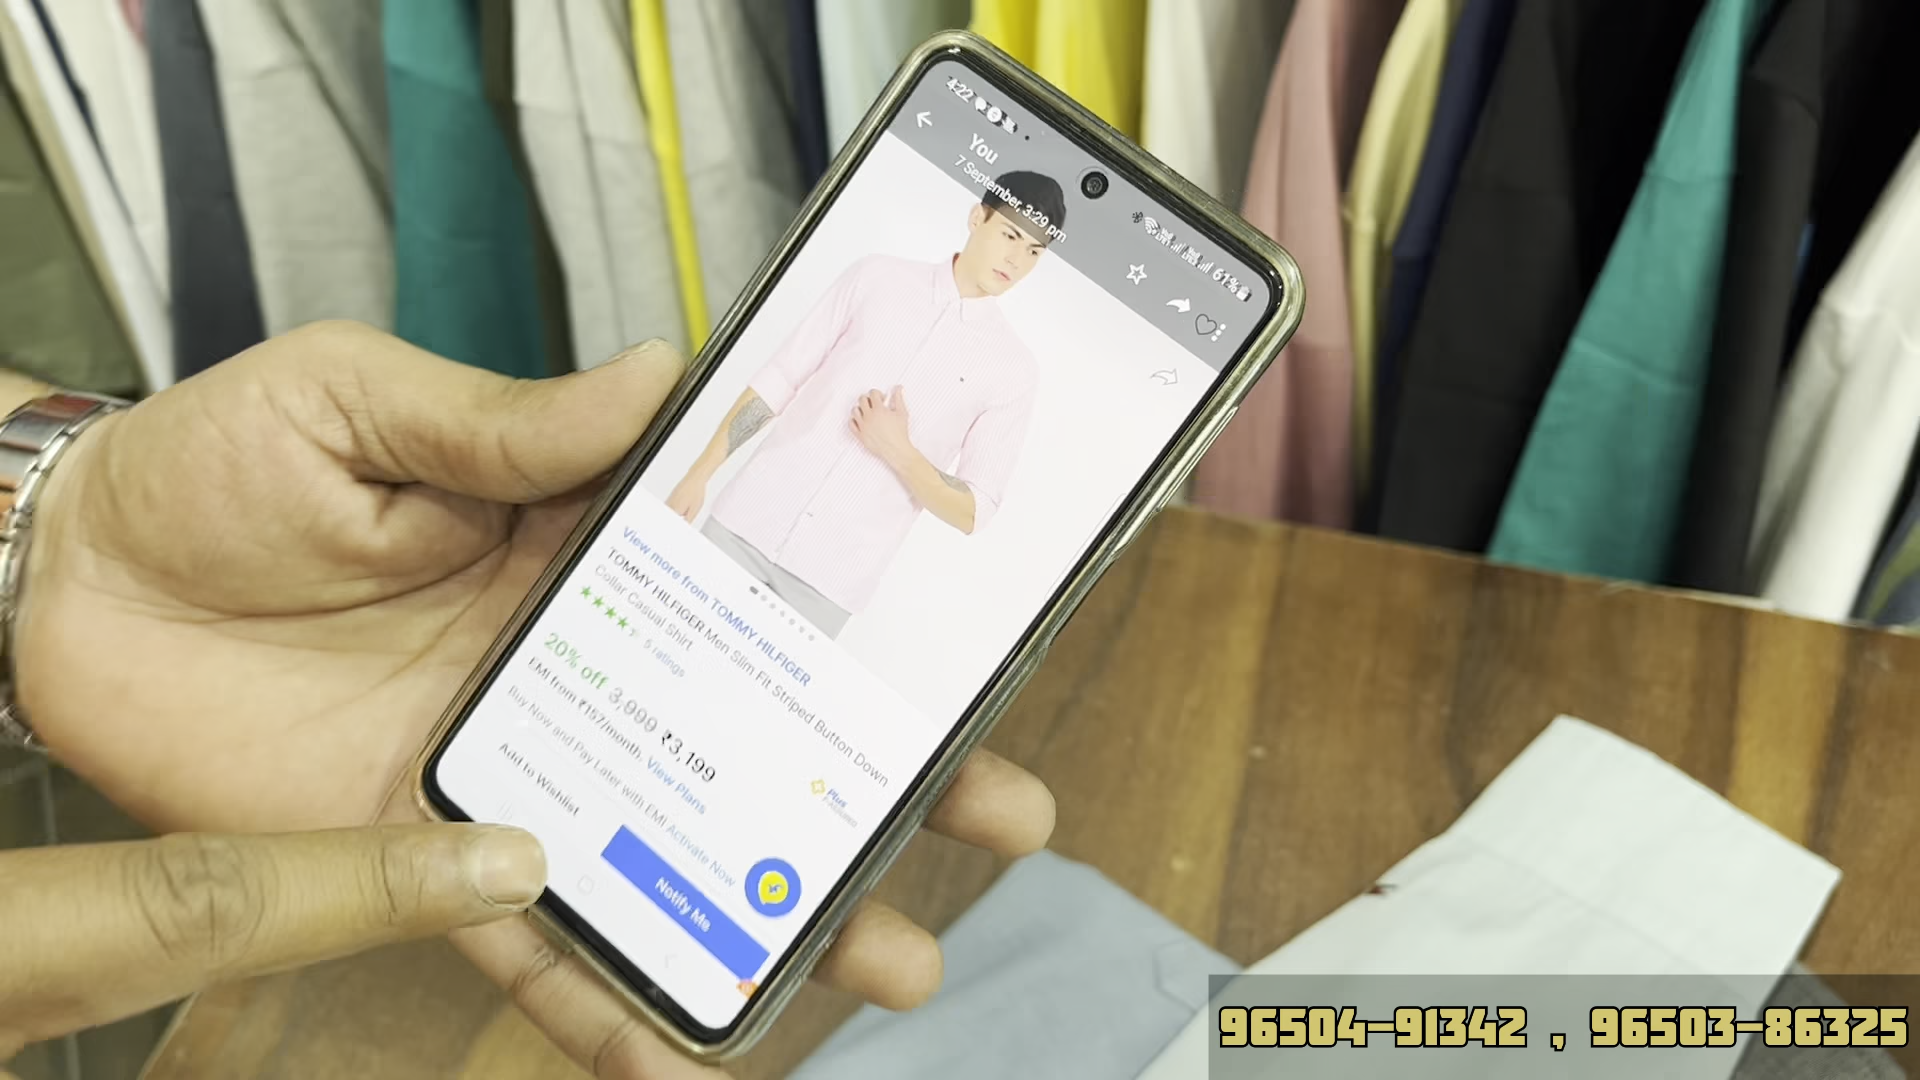 4:22
61%
You
7 September, 3:29 pm
View more from TOMMY HILFIGER
TOMMY HILFIGER Men Slim Fit Striped Button Down
Collar Casual Shirt
5 ratings
20% off 3,999 ₹3,199
EMI from ₹157/month. View Plans
Buy Now and Pay Later with EMI Activate Now
Plus
Add to Wishlist
Notify Me
96504-91342 , 96503-86325